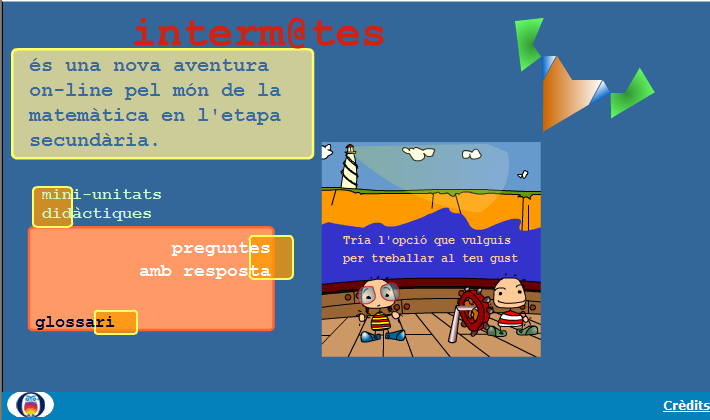 interm@tes
és una nova aventura
on-line pel món de la
matemàtica en l'etapa
secundària.
mini-unitats
didàctiques
preguntes
amb resposta
glossari
Tría l'opció que vulguis
per treballar al teu gust
Crèdits